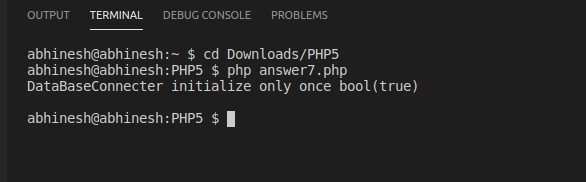 OUTPUT TERMINAL DEBUG CONSOLE PROBLEMS
abhinesh@abhinesh:~ $ cd Downloads/PHP5
abhinesh@abhinesh:PHP5 $ php answer7.php
DataBaseConnecter initialize only once bool(true)
abhinesh@abhinesh:PHP5 $